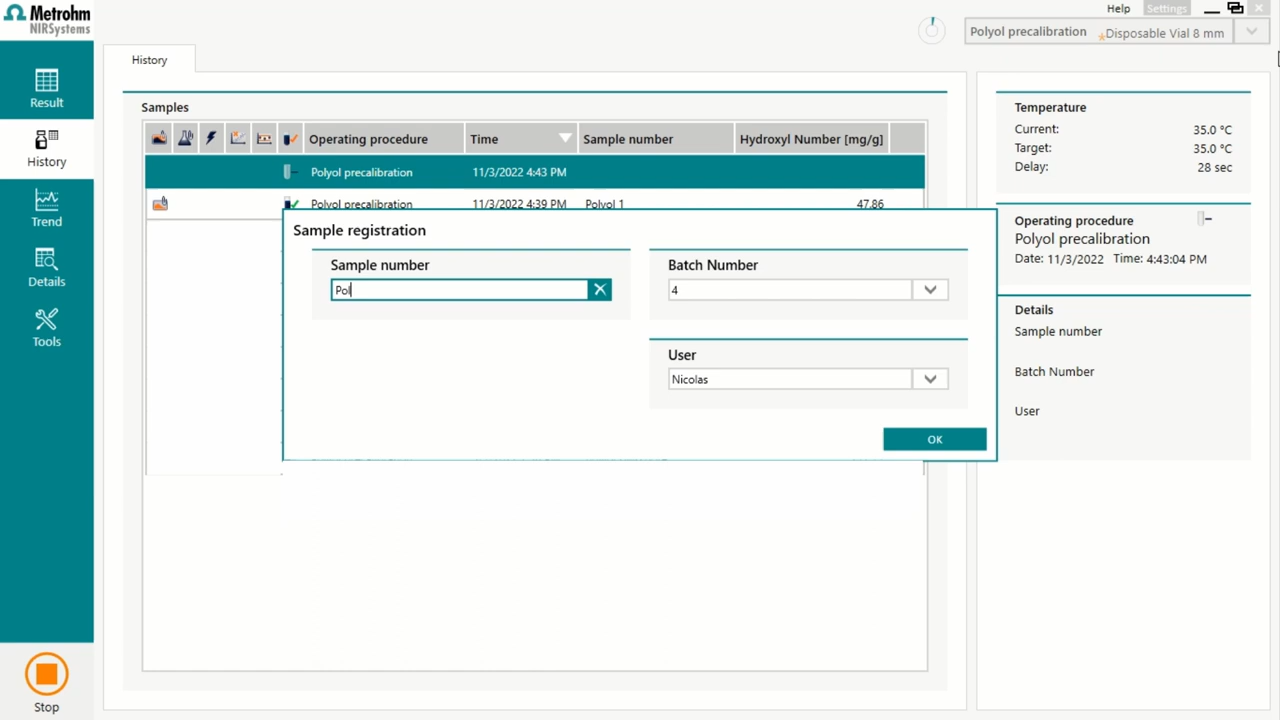 Metrohm
NIRSystems
Help Settings
Polyol precalibration *Disposable Vial 8 mm
Result
History
Trend
Details
Tools
Stop
History
Samples
Operating procedure Time Sample number Hydroxyl Number [mg/g]
Polyol precalibration 11/3/2022 4:43 PM
Polyol precalibration 11/3/2022 4:39 PM Polyol 1 47.86
Sample registration
Sample number
Pol
Batch Number
4
User
Nicolas
OK
Temperature
Current: 35.0 °C
Target: 35.0 °C
Delay: 28 sec
Operating procedure
Polyol precalibration
Date: 11/3/2022 Time: 4:43:04 PM
Details
Sample number
Batch Number
User